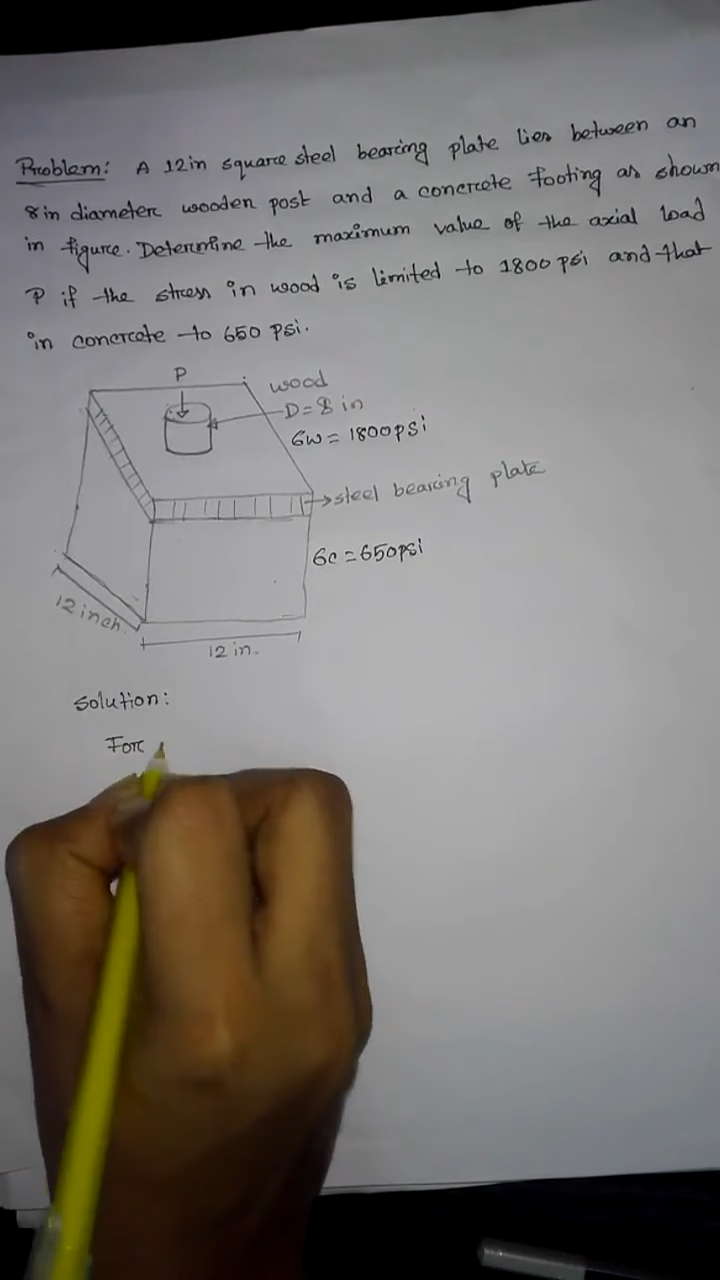 Problem: A 12in square steel bearing plate lies between an
8in diameter wooden post and a concrete footing as shown
in figure. Determine the maximum value of the axial load
P if the stress in wood is limited to 1800 psi and that
in concrete to 650 psi.
P
wood
D = 8 in
σw = 1800psi
steel bearing plate
σc = 650psi
12 inch.
12 in.
Solution:
For